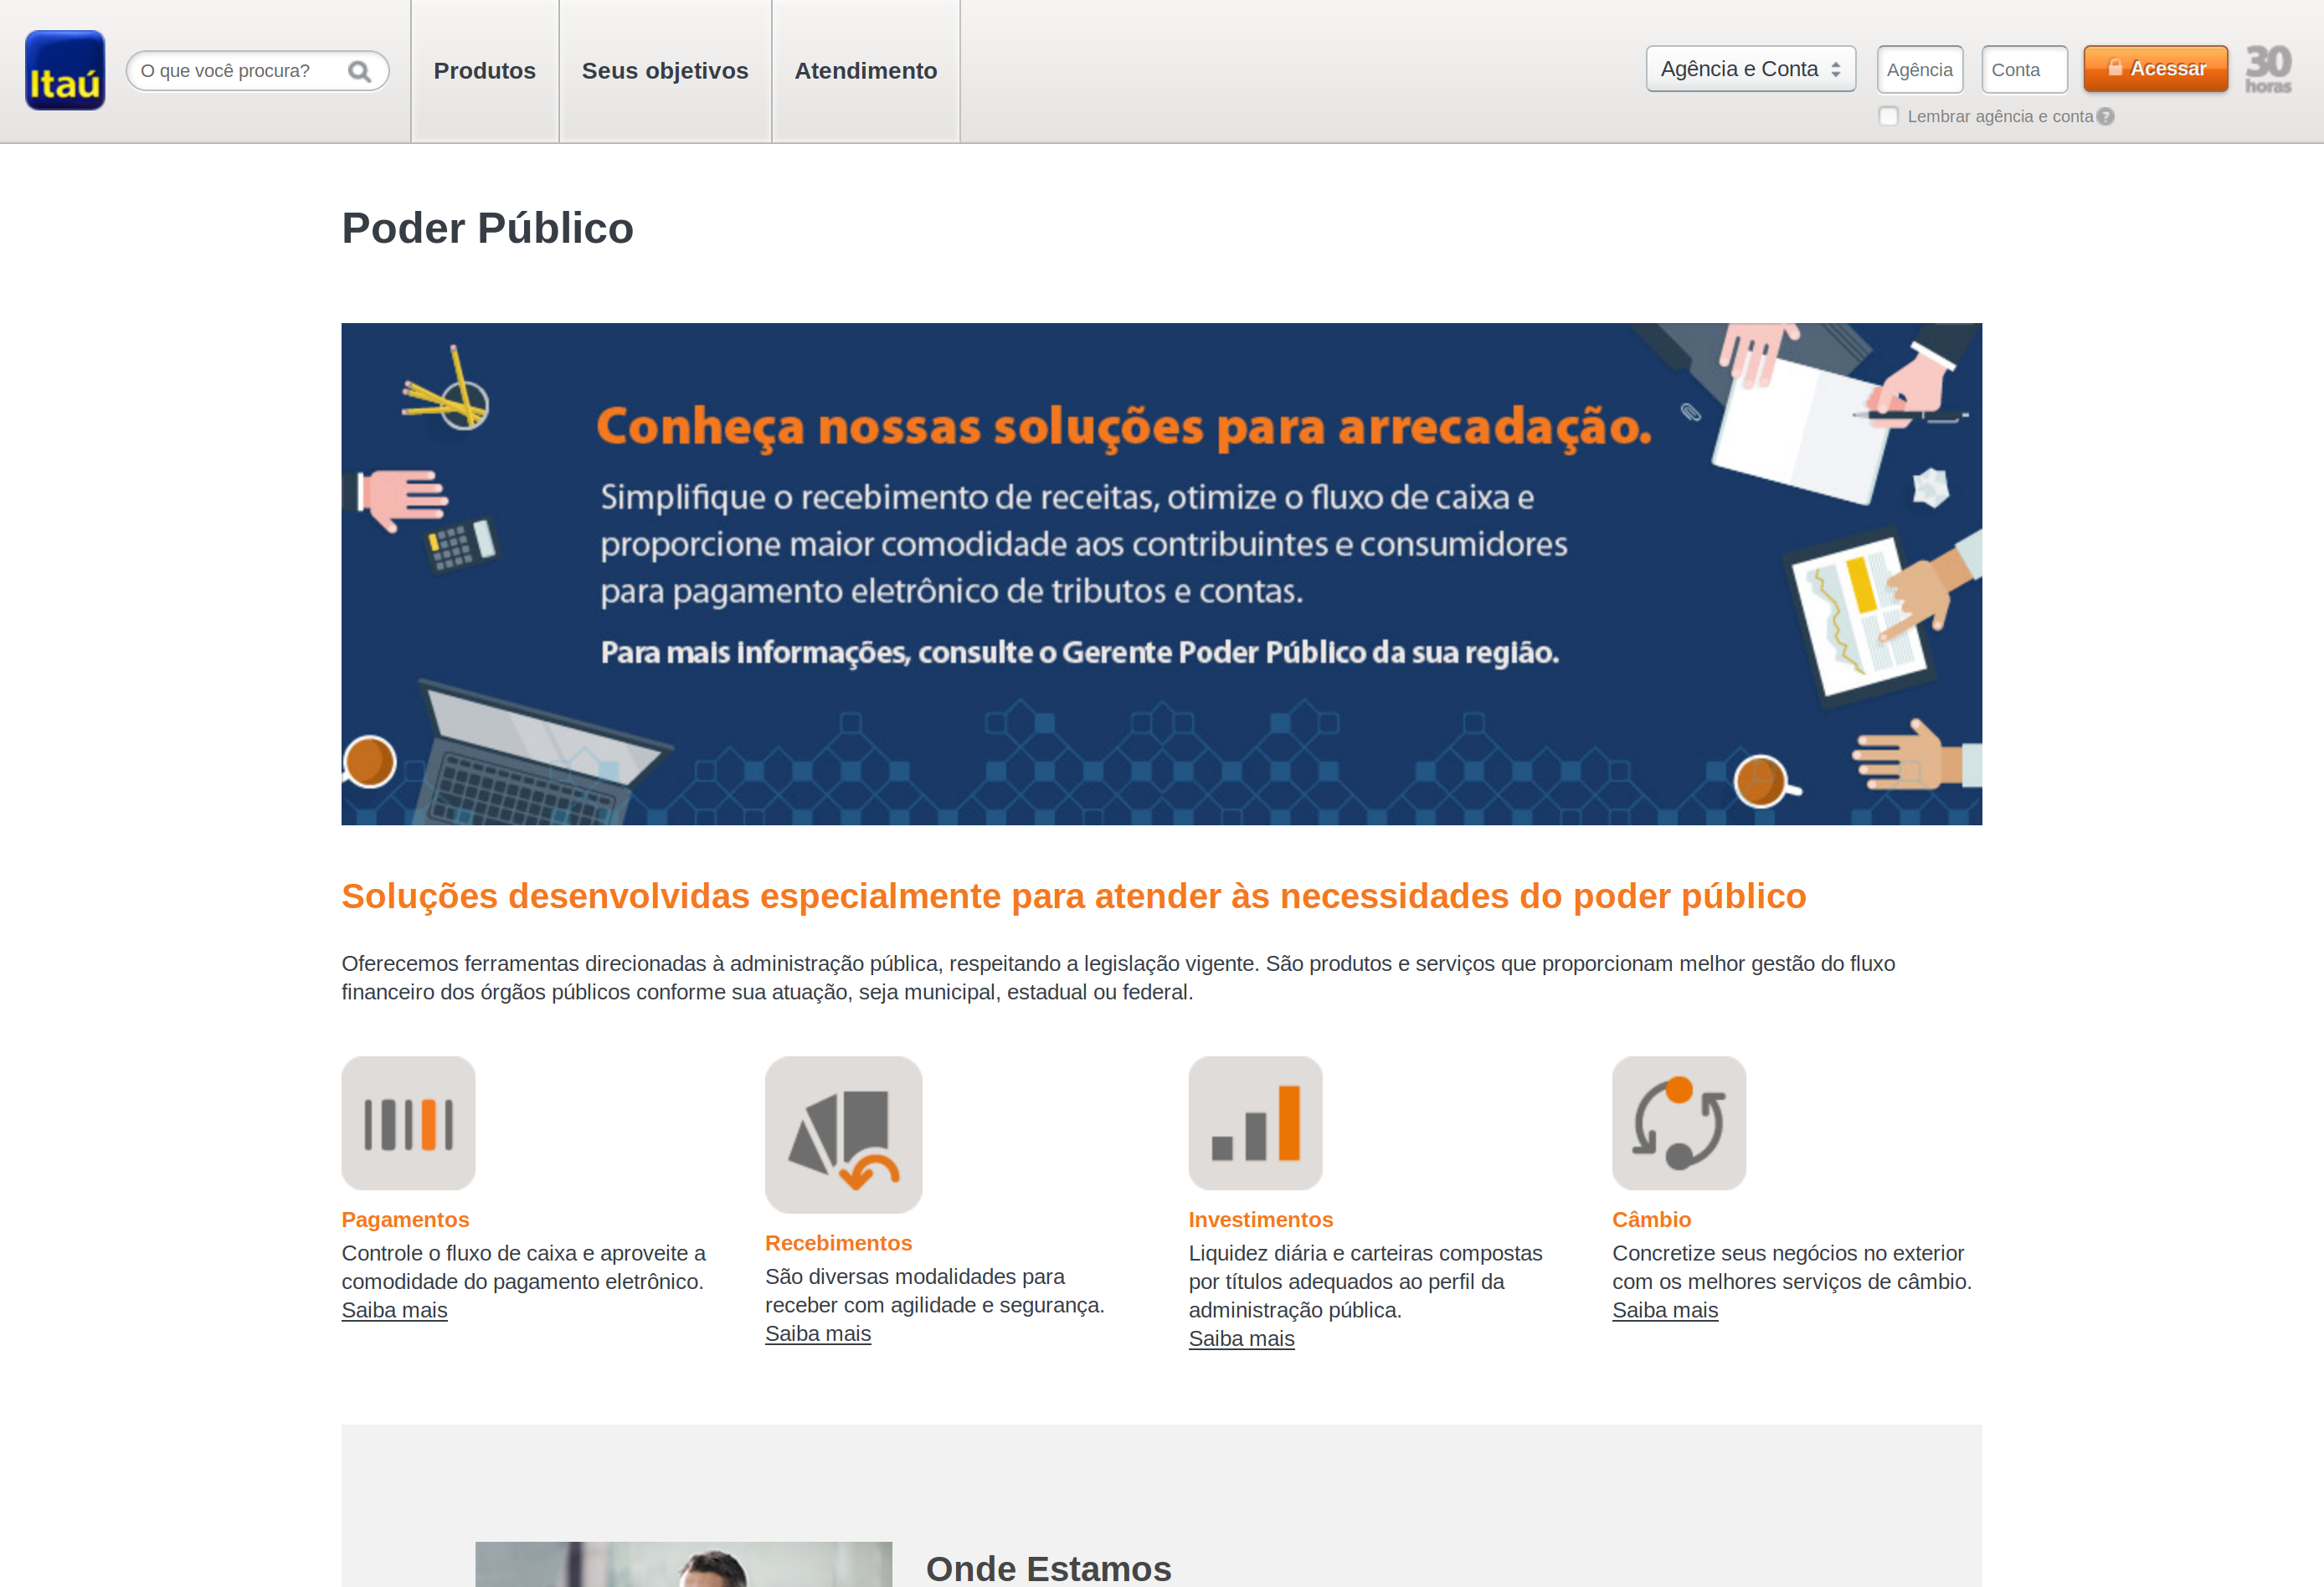 Itaú
O que você procura?
Produtos
Seus objetivos
Atendimento
Agência e Conta
Agência
Conta
Acessar
30
horas
Lembrar agência e conta ?
Poder Público
Conheça nossas soluções para arrecadação.
Simplifique o recebimento de receitas, otimize o fluxo de caixa e
proporcione maior comodidade aos contribuintes e consumidores
para pagamento eletrônico de tributos e contas.
Para mais informações, consulte o Gerente Poder Público da sua região.
Soluções desenvolvidas especialmente para atender às necessidades do poder público
Oferecemos ferramentas direcionadas à administração pública, respeitando a legislação vigente. São produtos e serviços que proporcionam melhor gestão do fluxo
financeiro dos órgãos públicos conforme sua atuação, seja municipal, estadual ou federal.
Pagamentos
Controle o fluxo de caixa e aproveite a
comodidade do pagamento eletrônico.
Saiba mais
Recebimentos
São diversas modalidades para
receber com agilidade e segurança.
Saiba mais
Investimentos
Liquidez diária e carteiras compostas
por títulos adequados ao perfil da
administração pública.
Saiba mais
Câmbio
Concretize seus negócios no exterior
com os melhores serviços de câmbio.
Saiba mais
Onde Estamos